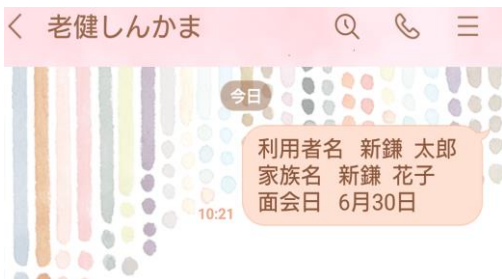 老健しんかま
今日
利用者名 新鎌 太郎
家族名 新鎌 花子
面会日 6月30日
10:21